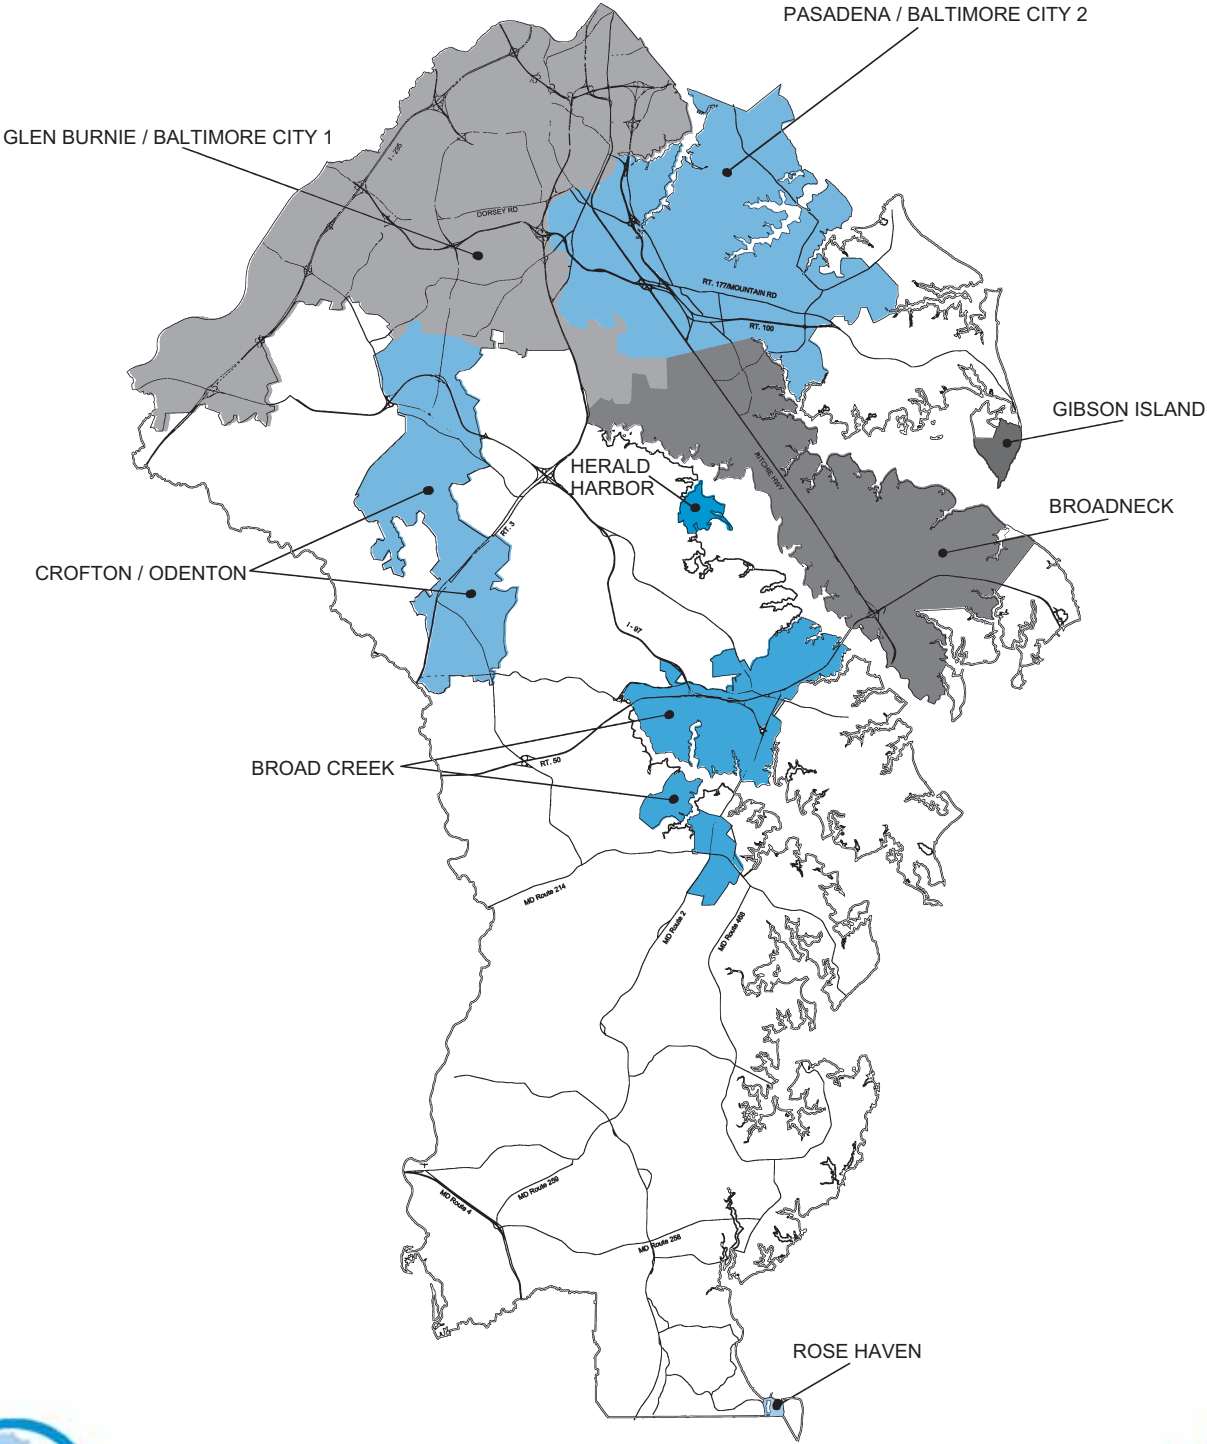 PASADENA / BALTIMORE CITY 2
GLEN BURNIE / BALTIMORE CITY 1
I - 295
DORSEY RD
RT. 177/MOUNTAIN RD
RT. 100
GIBSON ISLAND
HERALD
HARBOR
RITCHIE HWY
BROADNECK
RT. 3
CROFTON / ODENTON
I - 97
BROAD CREEK
RT. 50
MD Route 214
MD Route 2
MD Route 468
MD Route 259
MD Route 4
MD Route 256
ROSE HAVEN